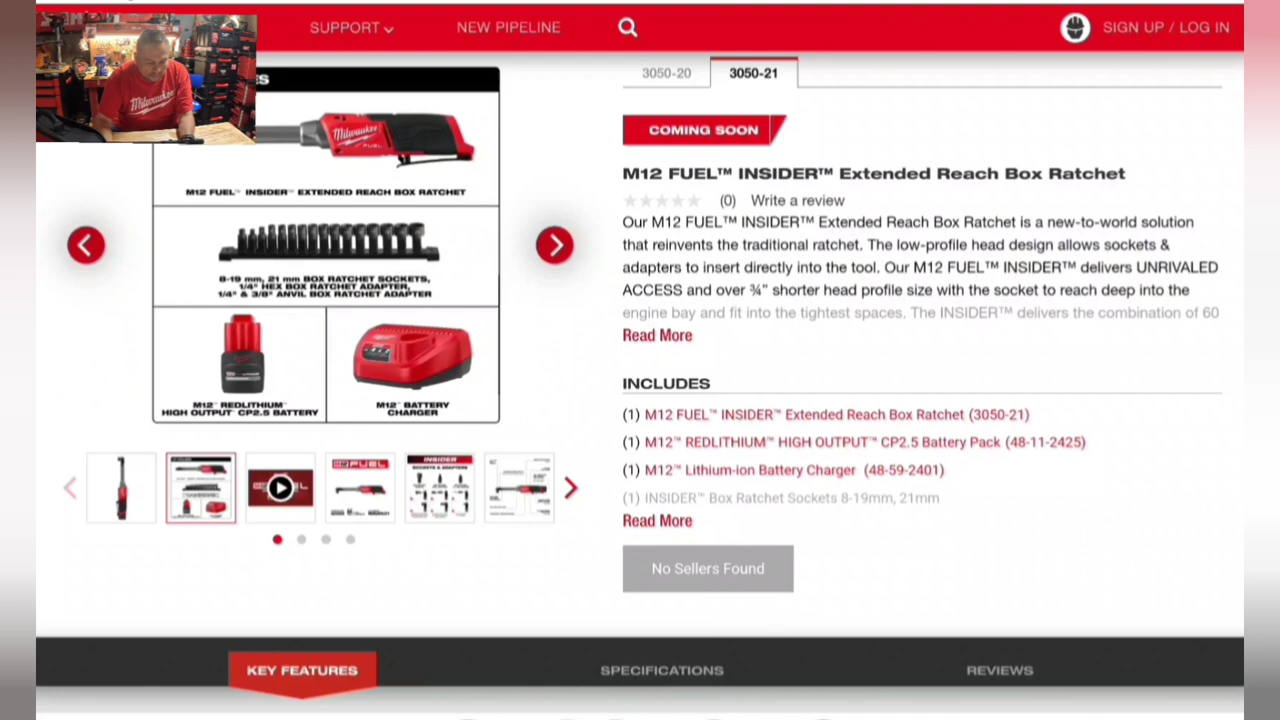 SUPPORT
NEW PIPELINE
SIGN UP / LOG IN
Milwaukee
ES
Milwaukee
FUEL
M12 FUEL™ INSIDER™ EXTENDED REACH BOX RATCHET
8-19 mm, 21 mm BOX RATCHET SOCKETS,
1/4" HEX BOX RATCHET ADAPTER,
1/4" & 3/8" ANVIL BOX RATCHET ADAPTER
M12™ REDLITHIUM™
HIGH OUTPUT™ CP2.5 BATTERY
M12™ BATTERY
CHARGER
FUEL
INSIDER
SOCKETS & ADAPTERS
3050-20
3050-21
COMING SOON
M12 FUEL™ INSIDER™ Extended Reach Box Ratchet
(0) Write a review
Our M12 FUEL™ INSIDER™ Extended Reach Box Ratchet is a new-to-world solution
that reinvents the traditional ratchet. The low-profile head design allows sockets &
adapters to insert directly into the tool. Our M12 FUEL™ INSIDER™ delivers UNRIVALED
ACCESS and over ¾" shorter head profile size with the socket to reach deep into the
engine bay and fit into the tightest spaces. The INSIDER™ delivers the combination of 60
Read More
INCLUDES
(1) M12 FUEL™ INSIDER™ Extended Reach Box Ratchet (3050-21)
(1) M12™ REDLITHIUM™ HIGH OUTPUT™ CP2.5 Battery Pack (48-11-2425)
(1) M12™ Lithium-ion Battery Charger (48-59-2401)
(1) INSIDER™ Box Ratchet Sockets 8-19mm, 21mm
Read More
No Sellers Found
KEY FEATURES
SPECIFICATIONS
REVIEWS